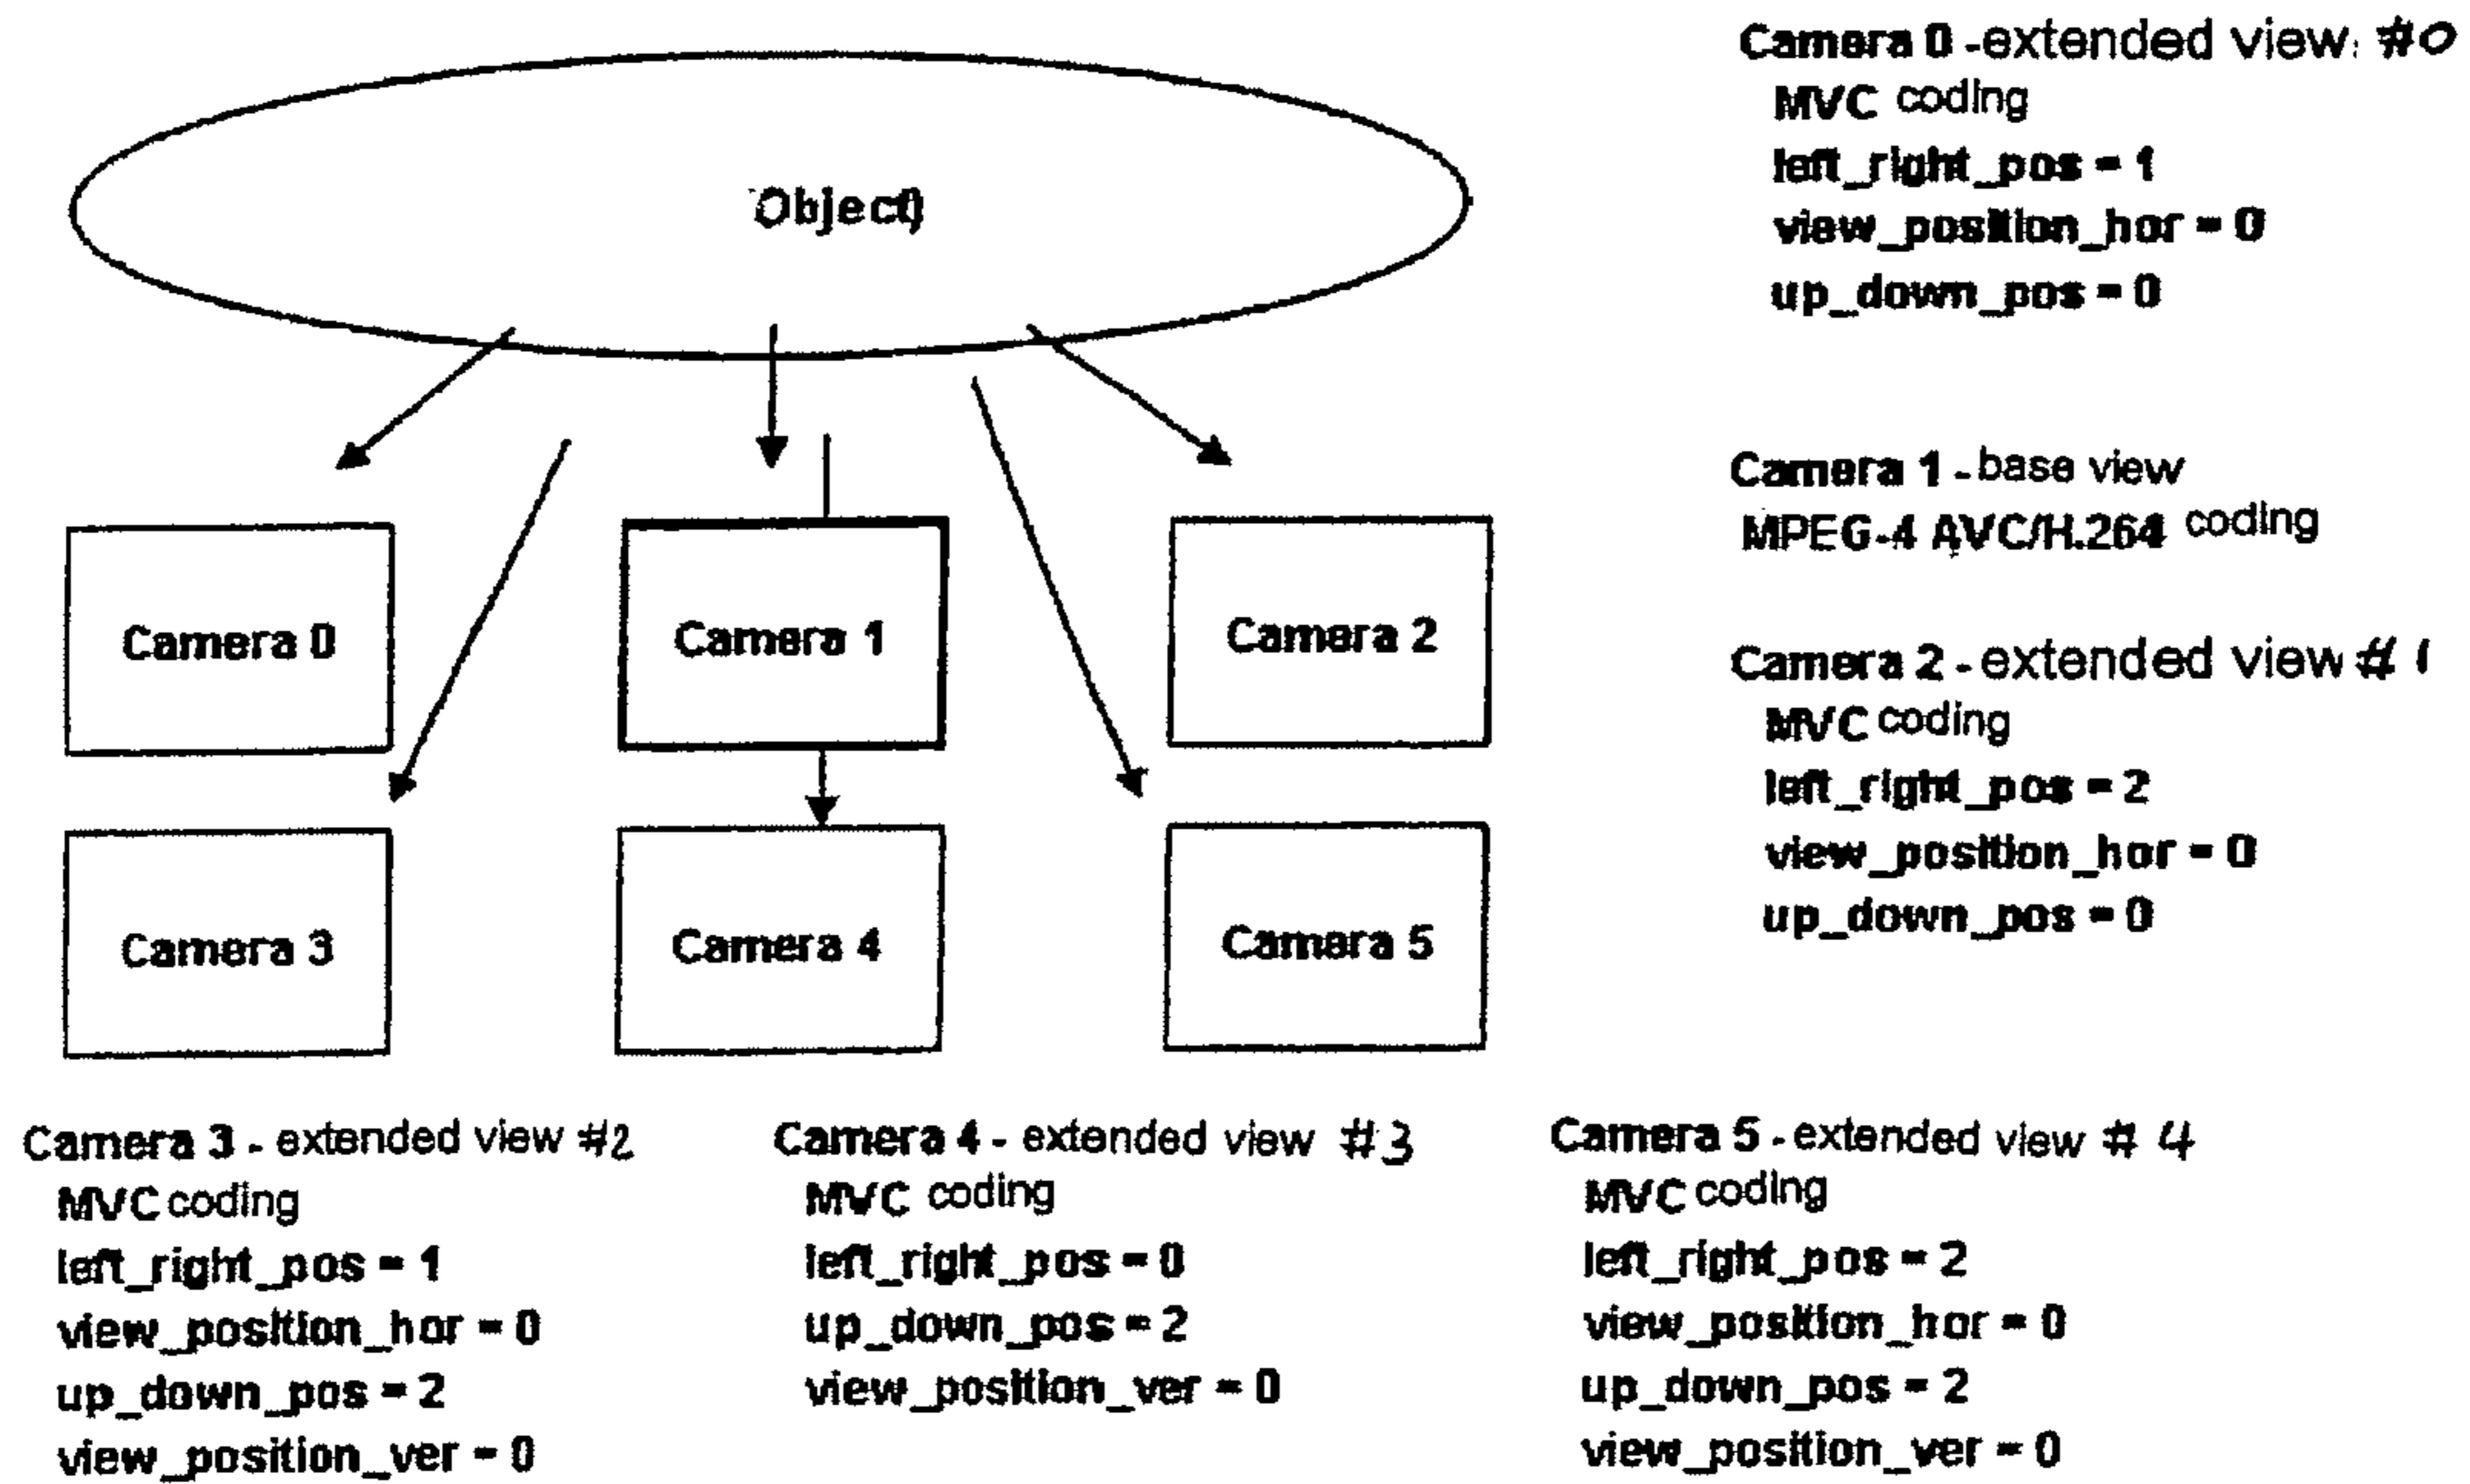 Camera 0 - extended view: #0
MVC coding
left_right_pos = 1
view_position_hor = 0
up_down_pos = 0
Object)
Camera 1 - base view
MPEG-4 AVC/H.264 coding
Camera 2 - extended view # 1
MVC coding
left_right_pos = 2
view_position_hor = 0
up_down_pos = 0
Camera 0
Camera 1
Camera 2
Camera 3
Camera 4
Camera 5
Camera 3 - extended view #2
MVC coding
left_right_pos = 1
view_position_hor = 0
up_down_pos = 2
view_position_ver = 0
Camera 4 - extended view #3
MVC coding
left_right_pos = 0
up_down_pos = 2
view_position_ver = 0
Camera 5 - extended view # 4
MVC coding
left_right_pos = 2
view_position_hor = 0
up_down_pos = 2
view_position_ver = 0